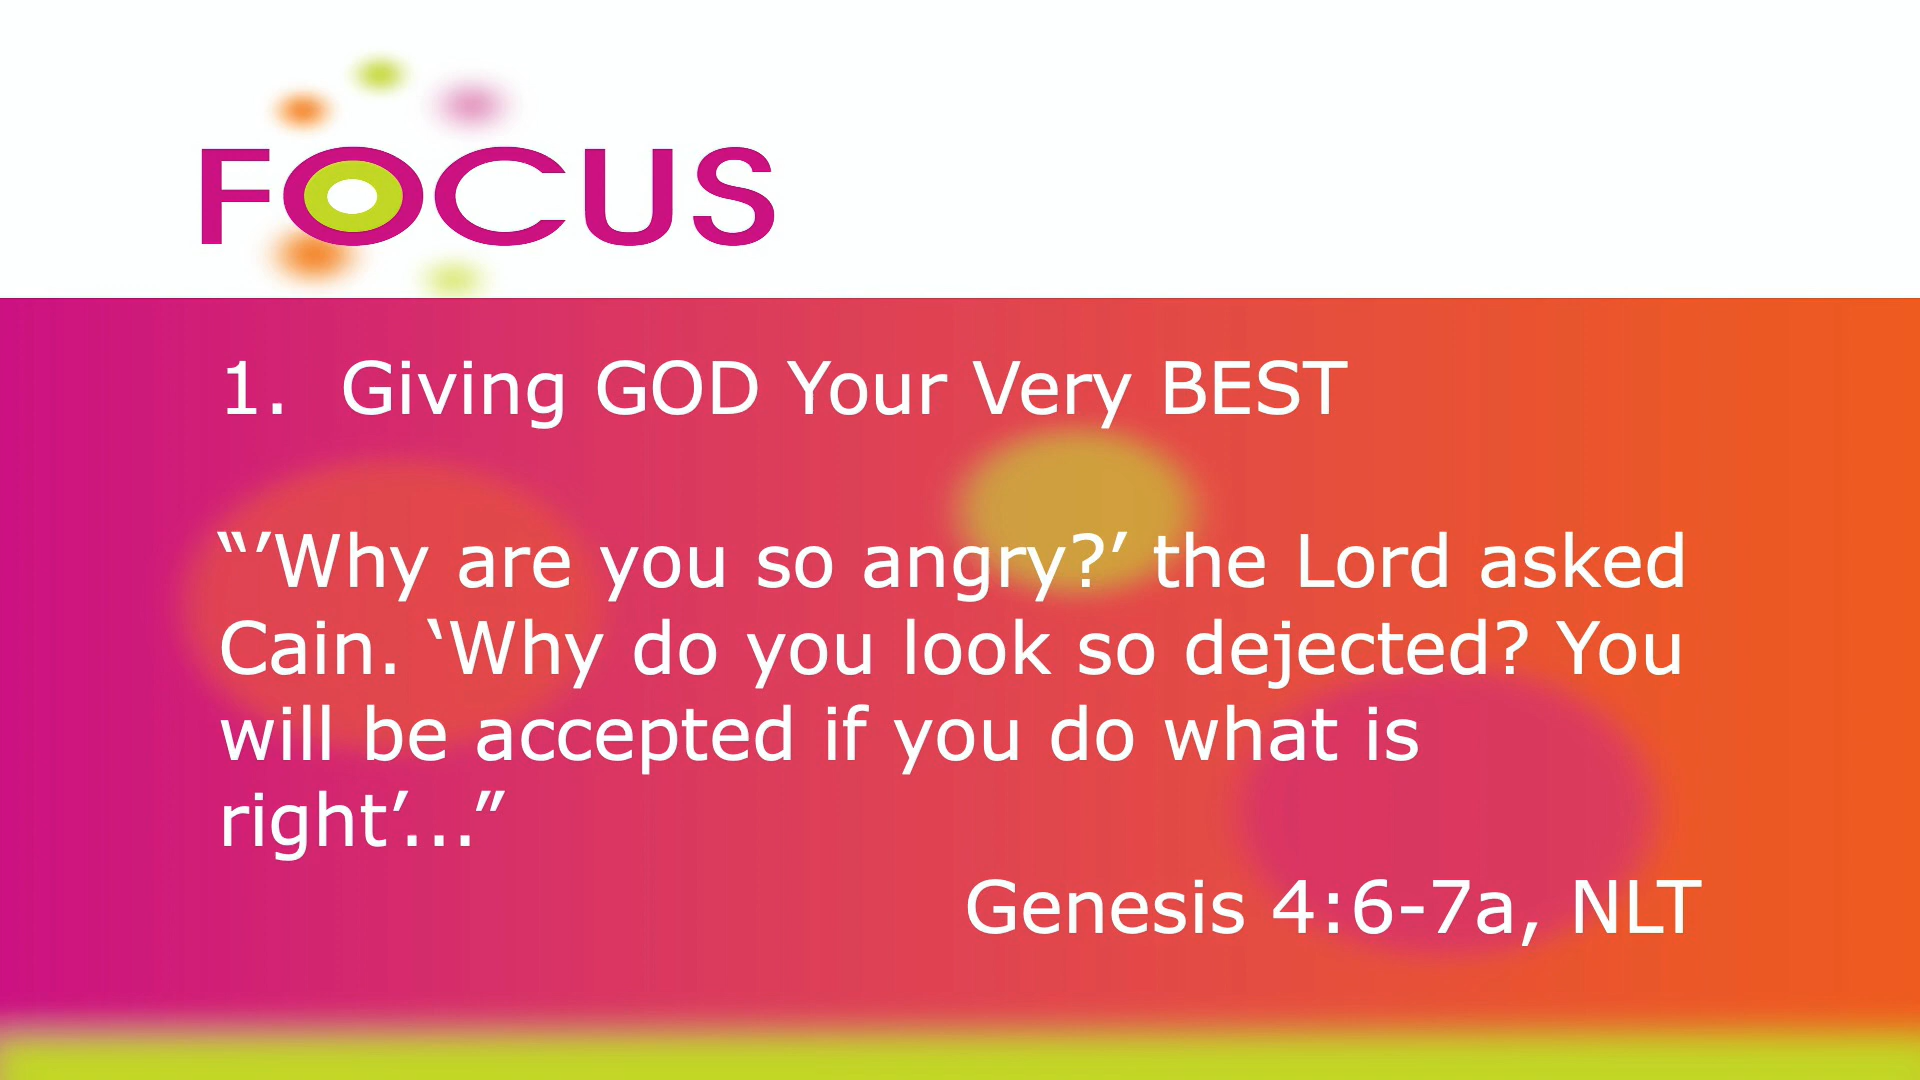 FOCUS
1. Giving GOD Your Very BEST
“’Why are you so angry?’ the Lord asked
Cain. ‘Why do you look so dejected? You
will be accepted if you do what is
right’...”
Genesis 4:6-7a, NLT